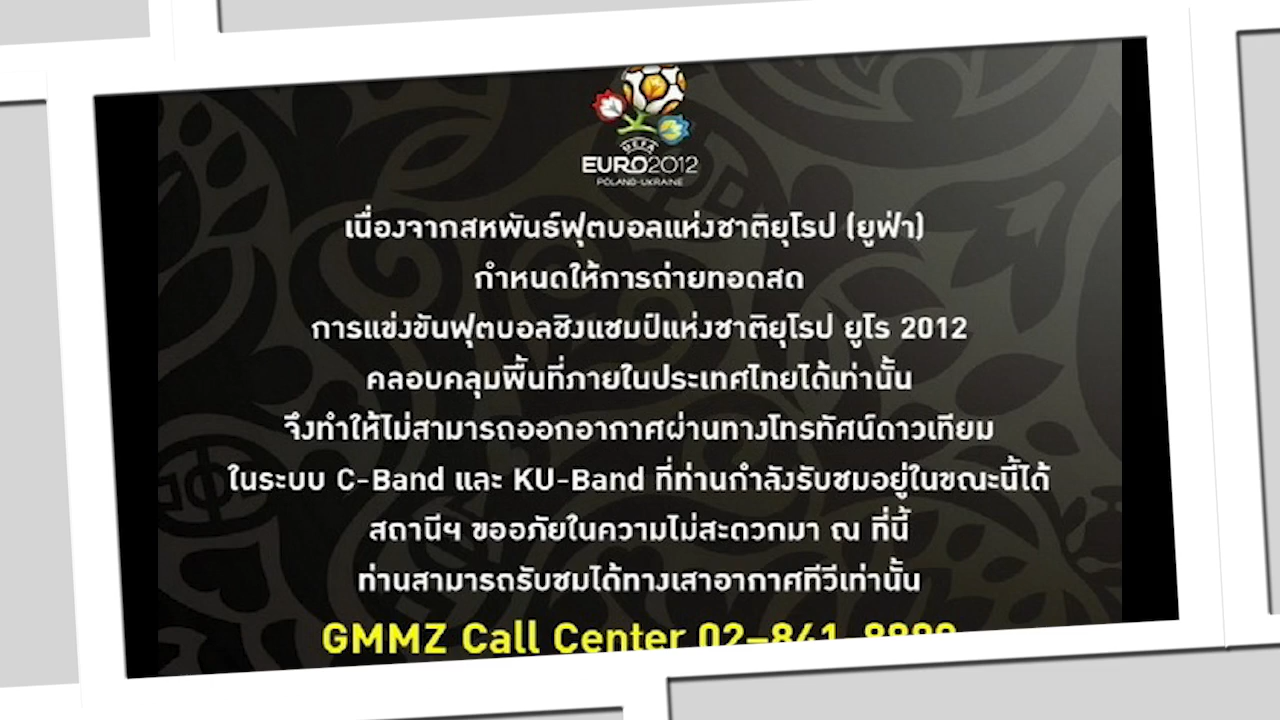 UEFA
EURO2012
POLAND-UKRAINE
เนื่องจากสหพันธ์ฟุตบอลแห่งชาติยุโรป (ยูฟ่า)
กำหนดให้การถ่ายทอดสด
การแข่งขันฟุตบอลชิงแชมป์แห่งชาติยุโรป ยูโร 2012
คลอบคลุมพื้นที่ภายในประเทศไทยได้เท่านั้น
จึงทำให้ไม่สามารถออกอากาศผ่านทางโทรทัศน์ดาวเทียม
ในระบบ C-Band และ KU-Band ที่ท่านกำลังรับชมอยู่ในขณะนี้ได้
สถานีฯ ขออภัยในความไม่สะดวกมา ณ ที่นี้
ท่านสามารถรับชมได้ทางเสาอากาศทีวีเท่านั้น
GMMZ Call Center